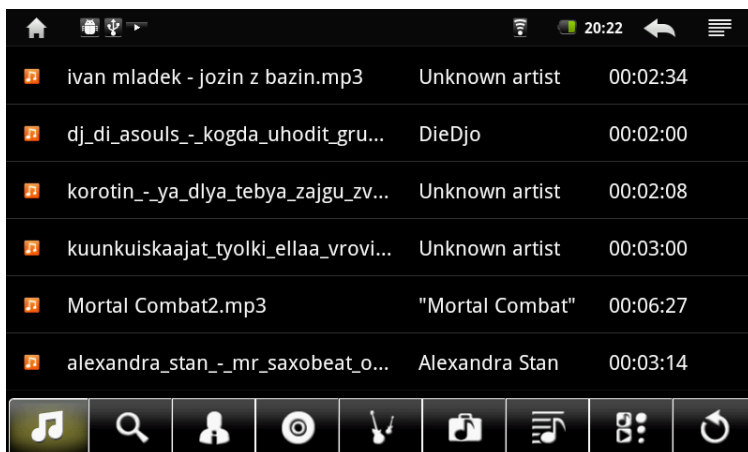 20:22
ivan mladek - jozin z bazin.mp3 Unknown artist 00:02:34
dj_di_asouls_-_kogda_uhodit_gru... DieDjo 00:02:00
korotin_-_ya_dlya_tebya_zajgu_zv... Unknown artist 00:02:08
kuunkuiskaajat_tyolki_ellaa_vrovi... Unknown artist 00:03:00
Mortal Combat2.mp3 "Mortal Combat" 00:06:27
alexandra_stan_-_mr_saxobeat_o... Alexandra Stan 00:03:14